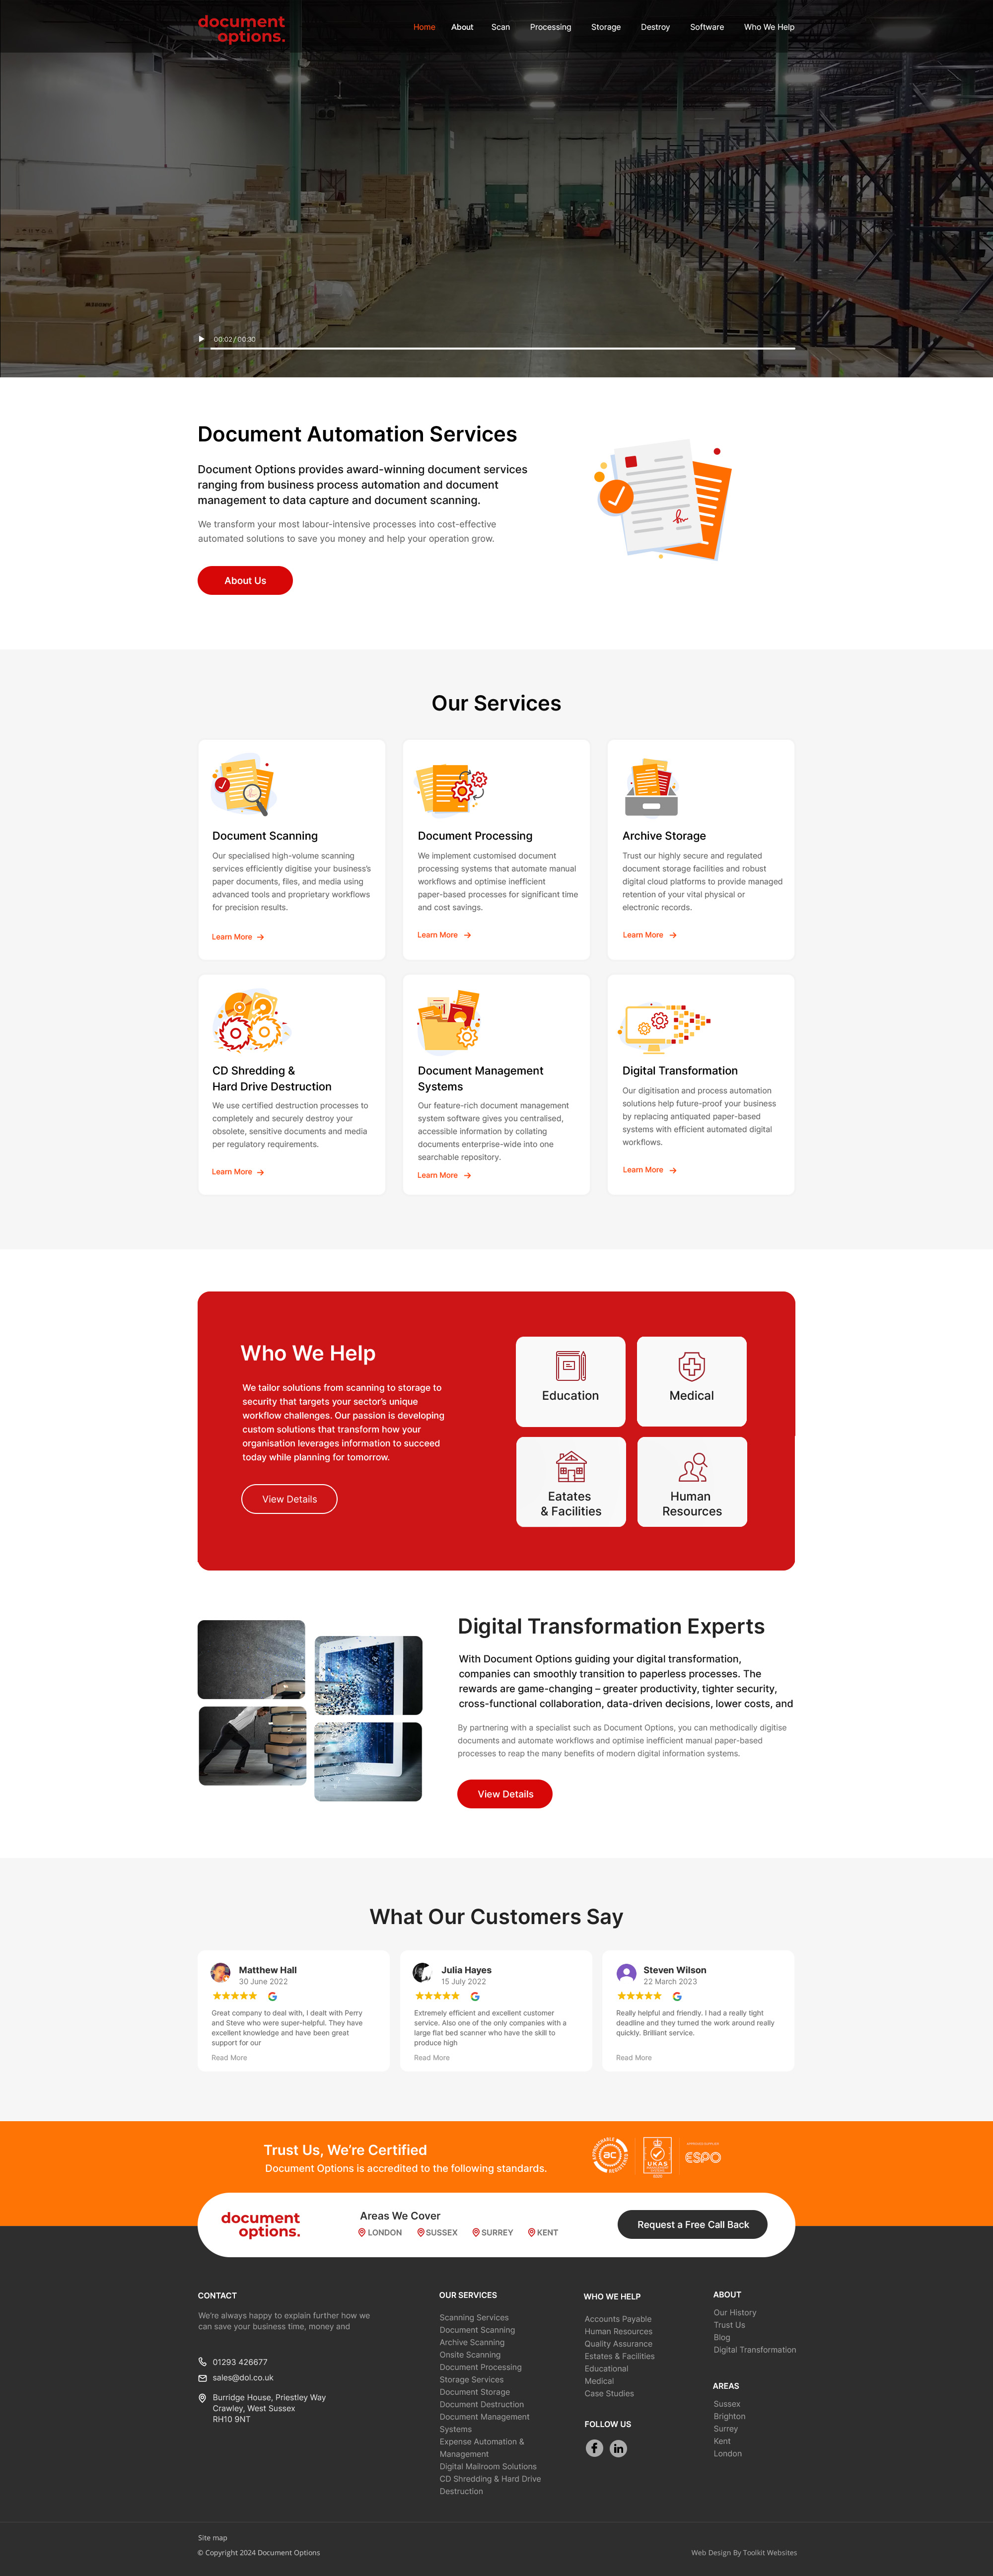 document
options.
Home About Scan Processing Storage Destroy Software Who We Help
00:02 / 00:30
Document Automation Services
Document Options provides award-winning document services
ranging from business process automation and document
management to data capture and document scanning.
We transform your most labour-intensive processes into cost-effective
automated solutions to save you money and help your operation grow.
About Us
Our Services
Document Scanning
Our specialised high-volume scanning
services efficiently digitise your business's
paper documents, files, and media using
advanced tools and proprietary workflows
for precision results.
Learn More
Document Processing
We implement customised document
processing systems that automate manual
workflows and optimise inefficient
paper-based processes for significant time
and cost savings.
Learn More
Archive Storage
Trust our highly secure and regulated
document storage facilities and robust
digital cloud platforms to provide managed
retention of your vital physical or
electronic records.
Learn More
CD Shredding &
Hard Drive Destruction
We use certified destruction processes to
completely and securely destroy your
obsolete, sensitive documents and media
per regulatory requirements.
Learn More
Document Management
Systems
Our feature-rich document management
system software gives you centralised,
accessible information by collating
documents enterprise-wide into one
searchable repository.
Learn More
Digital Transformation
Our digitisation and process automation
solutions help future-proof your business
by replacing antiquated paper-based
systems with efficient automated digital
workflows.
Learn More
Who We Help
We tailor solutions from scanning to storage to
security that targets your sector's unique
workflow challenges. Our passion is developing
custom solutions that transform how your
organisation leverages information to succeed
today while planning for tomorrow.
View Details
Education
Medical
Eatates
& Facilities
Human
Resources
Digital Transformation Experts
With Document Options guiding your digital transformation,
companies can smoothly transition to paperless processes. The
rewards are game-changing – greater productivity, tighter security,
cross-functional collaboration, data-driven decisions, lower costs, and
By partnering with a specialist such as Document Options, you can methodically digitise
documents and automate workflows and optimise inefficient manual paper-based
processes to reap the many benefits of modern digital information systems.
View Details
What Our Customers Say
Matthew Hall
30 June 2022
Great company to deal with, I dealt with Perry
and Steve who were super-helpful. They have
excellent knowledge and have been great
support for our
Read More
Julia Hayes
15 July 2022
Extremely efficient and excellent customer
service. Also one of the only companies with a
large flat bed scanner who have the skill to
produce high
Read More
Steven Wilson
22 March 2023
Really helpful and friendly. I had a really tight
deadline and they turned the work around really
quickly. Brilliant service.
Read More
Trust Us, We're Certified
Document Options is accredited to the following standards.
ac
UKAS
ESPO
document
options.
Areas We Cover
LONDON SUSSEX SURREY KENT
Request a Free Call Back
CONTACT
We're always happy to explain further how we
can save your business time, money and
01293 426677
sales@dol.co.uk
Burridge House, Priestley Way
Crawley, West Sussex
RH10 9NT
OUR SERVICES
Scanning Services
Document Scanning
Archive Scanning
Onsite Scanning
Document Processing
Storage Services
Document Storage
Document Destruction
Document Management
Systems
Expense Automation &
Management
Digital Mailroom Solutions
CD Shredding & Hard Drive
Destruction
WHO WE HELP
Accounts Payable
Human Resources
Quality Assurance
Estates & Facilities
Educational
Medical
Case Studies
FOLLOW US
ABOUT
Our History
Trust Us
Blog
Digital Transformation
AREAS
Sussex
Brighton
Surrey
Kent
London
Site map
© Copyright 2024 Document Options
Web Design By Toolkit Websites